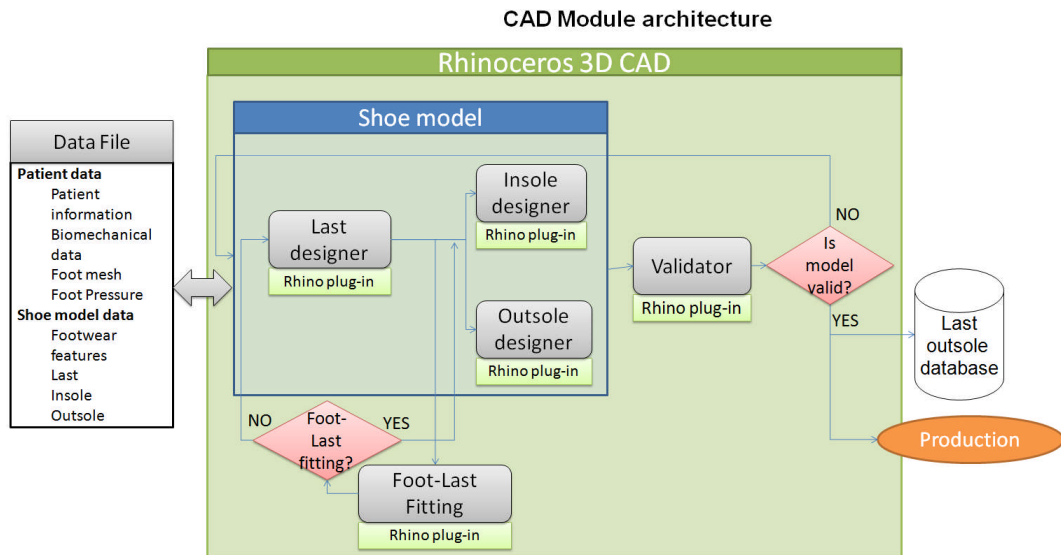 CAD Module architecture
Rhinoceros 3D CAD
Shoe model
Data File
Patient data
Patient
information
Biomechanical
data
Foot mesh
Foot Pressure
Shoe model data
Footwear
features
Last
Insole
Outsole
Last
designer
Rhino plug-in
Insole
designer
Rhino plug-in
Outsole
designer
Rhino plug-in
Validator
Rhino plug-in
NO
Is
model
valid?
YES
Last
outsole
database
Production
NO
Foot-
Last
fitting?
YES
Foot-Last
Fitting
Rhino plug-in